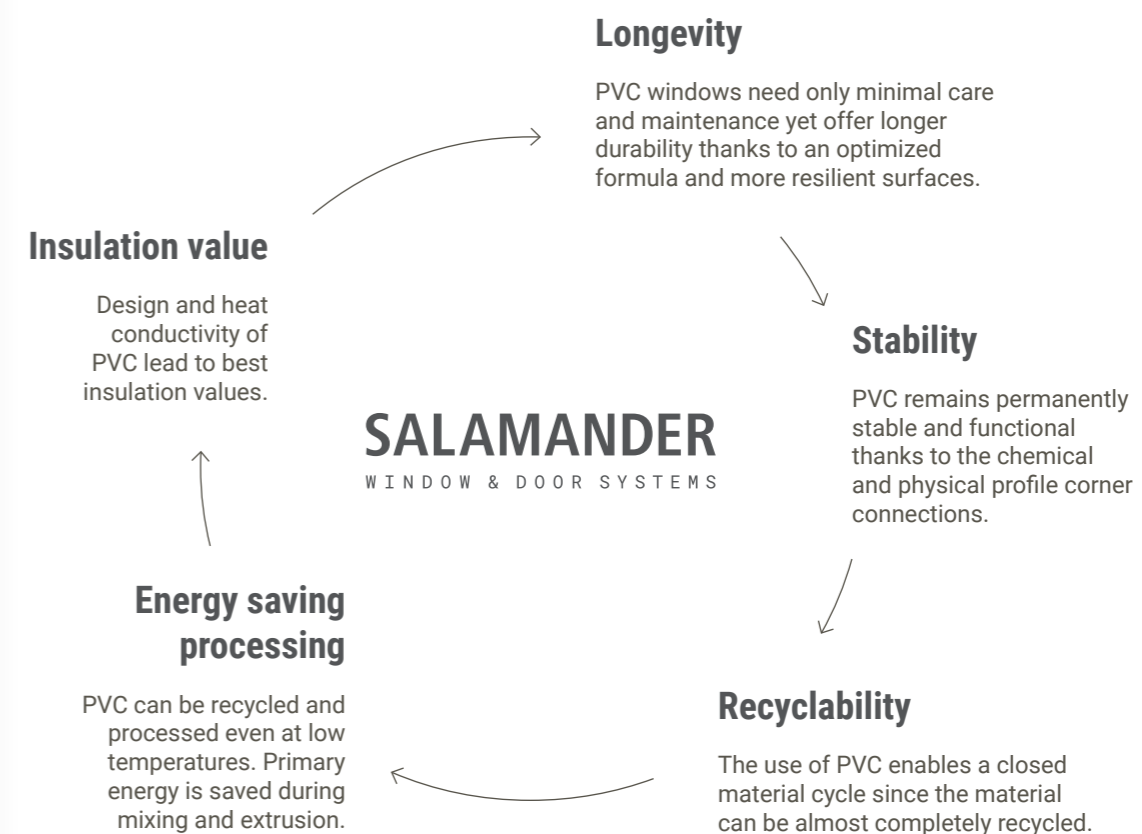 Longevity
PVC windows need only minimal care
and maintenance yet offer longer
durability thanks to an optimized
formula and more resilient surfaces.
Stability
PVC remains permanently
stable and functional
thanks to the chemical
and physical profile corner
connections.
Recyclability
The use of PVC enables a closed
material cycle since the material
can be almost completely recycled.
Energy saving
processing
PVC can be recycled and
processed even at low
temperatures. Primary
energy is saved during
mixing and extrusion.
Insulation value
Design and heat
conductivity of
PVC lead to best
insulation values.
SALAMANDER
WINDOW & DOOR SYSTEMS